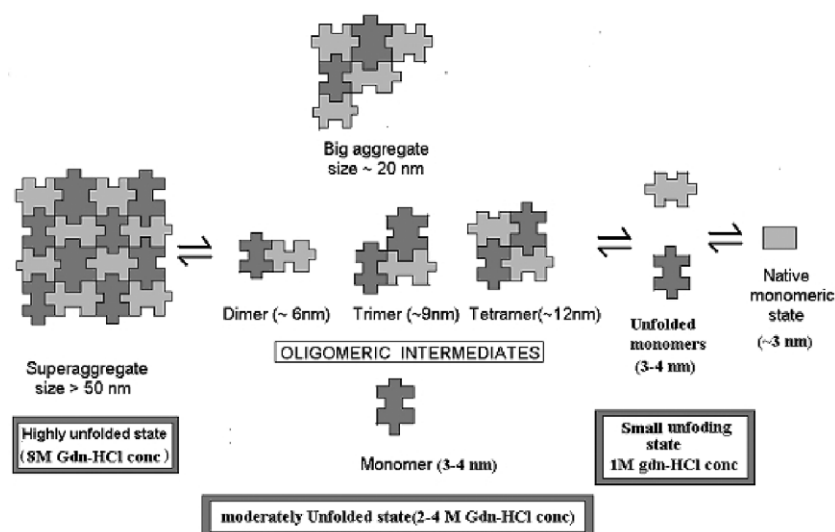 Big aggregate
size ~ 20 nm
Superaggregate
size > 50 nm
Highly unfolded state
(8M Gdn-HCl conc)
Dimer (~ 6nm)
Trimer (~9nm)
Tetramer(~12nm)
OLIGOMERIC INTERMEDIATES
Monomer (3-4 nm)
moderately Unfolded state(2-4 M Gdn-HCl conc)
Unfolded
monomers
(3-4 nm)
Small unfoding
state
1M gdn-HCl conc
Native
monomeric
state
(~3 nm)